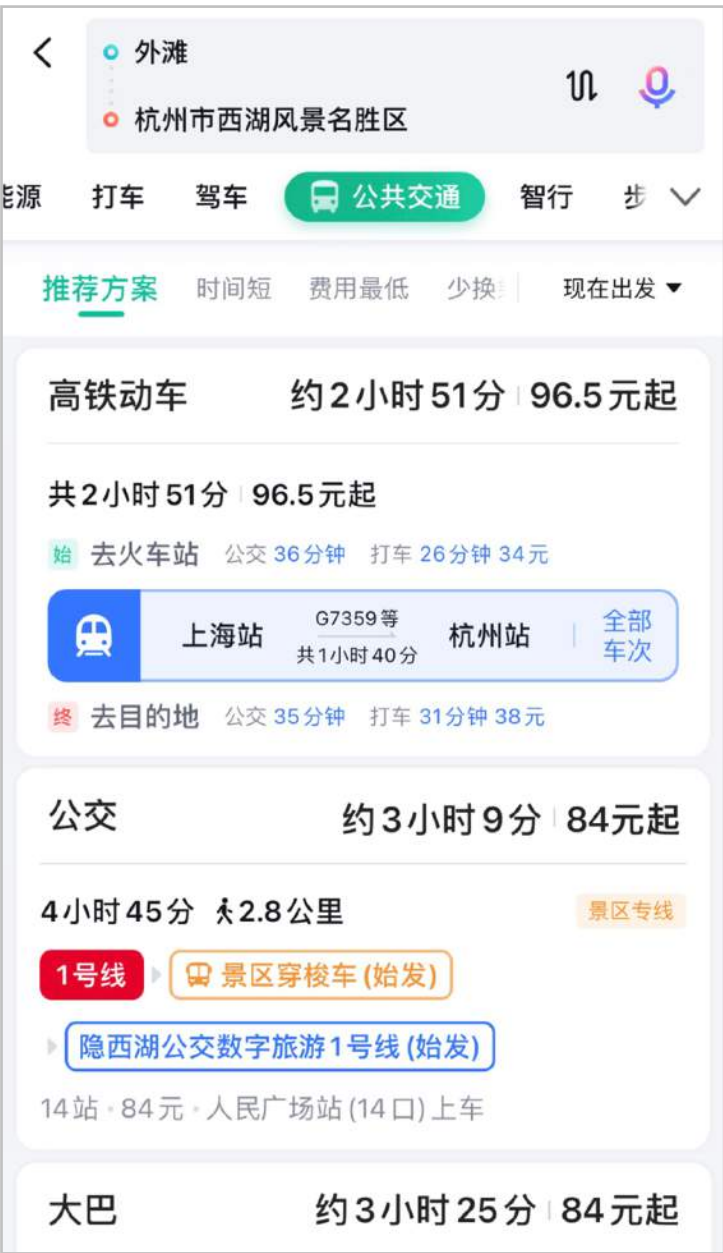 外滩
杭州市西湖风景名胜区
能源 打车 驾车 公共交通 智行 步
推荐方案 时间短 费用最低 少换 现在出发
高铁动车 约2小时51分 96.5元起
共2小时51分 96.5元起
始 去火车站 公交 36分钟 打车 26分钟 34元
上海站 G7359等 共1小时40分 杭州站 全部车次
终 去目的地 公交 35分钟 打车 31分钟 38元
公交 约3小时9分 84元起
4小时45分 2.8公里 景区专线
1号线 景区穿梭车(始发)
隐西湖公交数字旅游1号线(始发)
14站·84元·人民广场站(14口)上车
大巴 约3小时25分 84元起